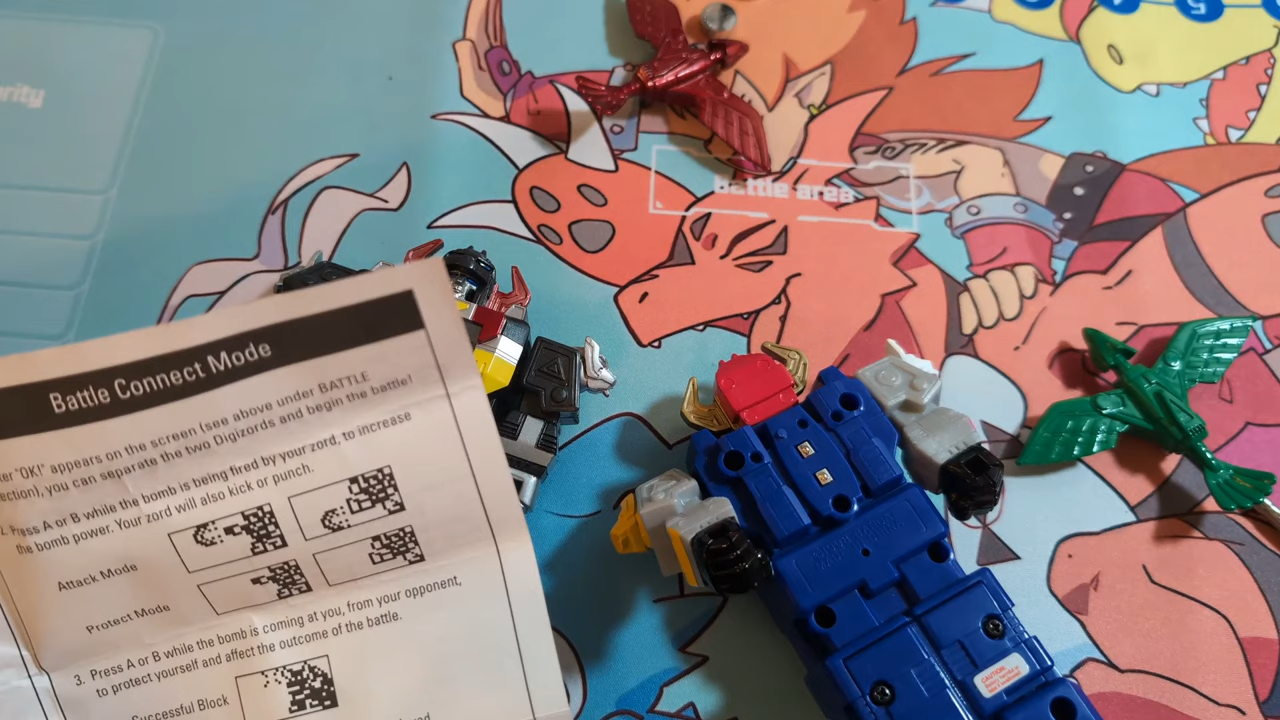 Battle area
5
Battle Connect Mode
"OK!" appears on the screen (see above under BATTLE
you can separate the two Digizords and begin the battle!
2. Press A or B while the bomb is being fired by your zord, to increase
the bomb power. Your zord will also kick or punch.
Attack Mode
Protect Mode
3. Press A or B while the bomb is coming at you, from your opponent,
to protect yourself and affect the outcome of the battle.
Successful Block
CAUTION: